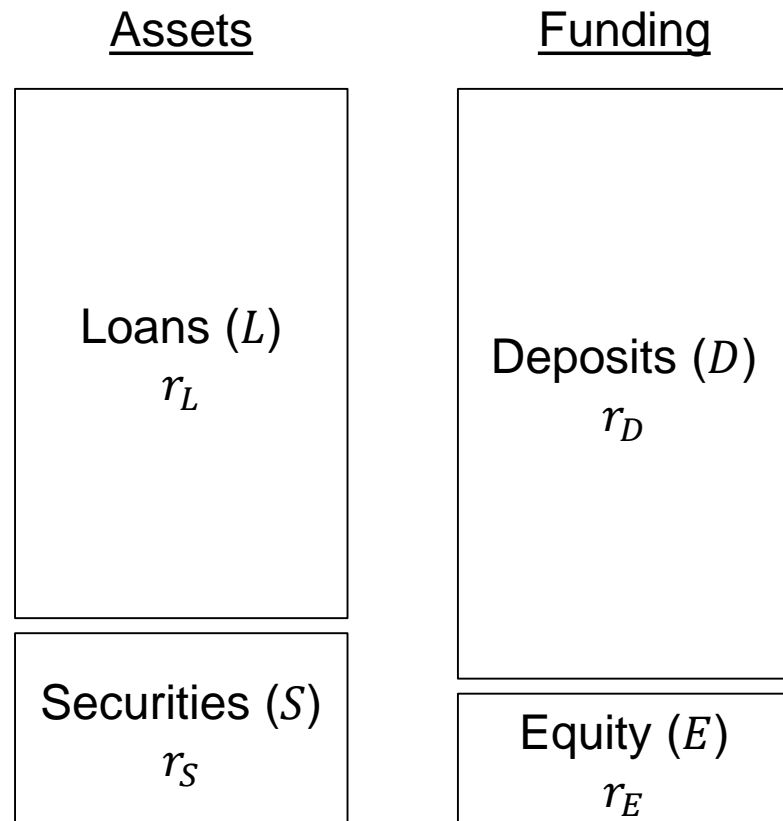 Assets
Funding
Loans (L)
r_L
Deposits (D)
r_D
Securities (S)
r_S
Equity (E)
r_E